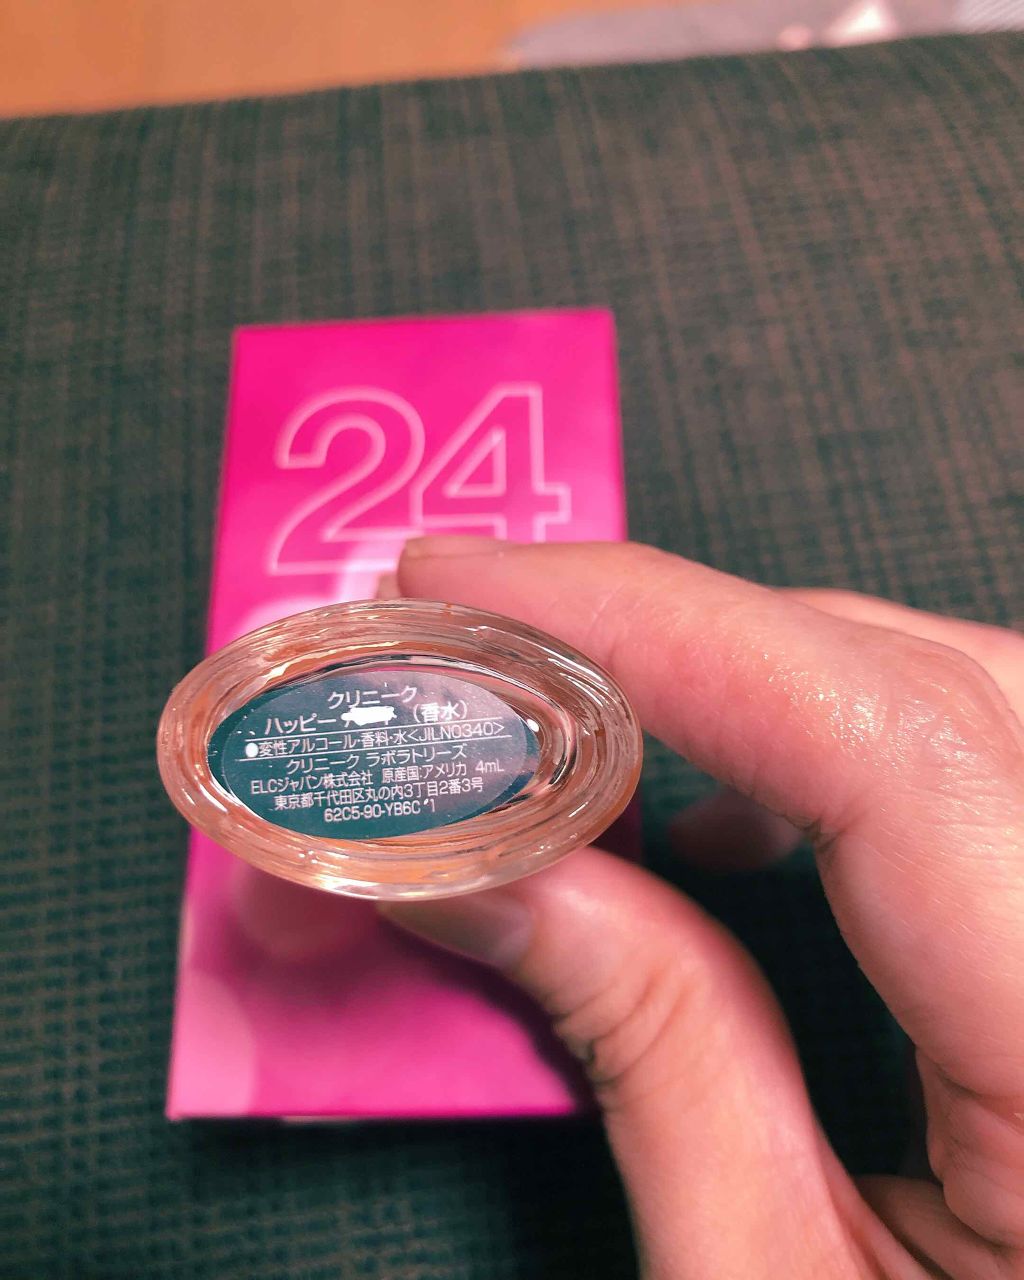 24
クリニーク
ハッピー (香水)
●変性アルコール・香料・水<JILN0340>
クリニーク ラボラトリーズ
ELCジャパン株式会社 原産国:アメリカ 4mL
東京都千代田区丸の内3丁目2番3号
62C5-90-YB6C *1